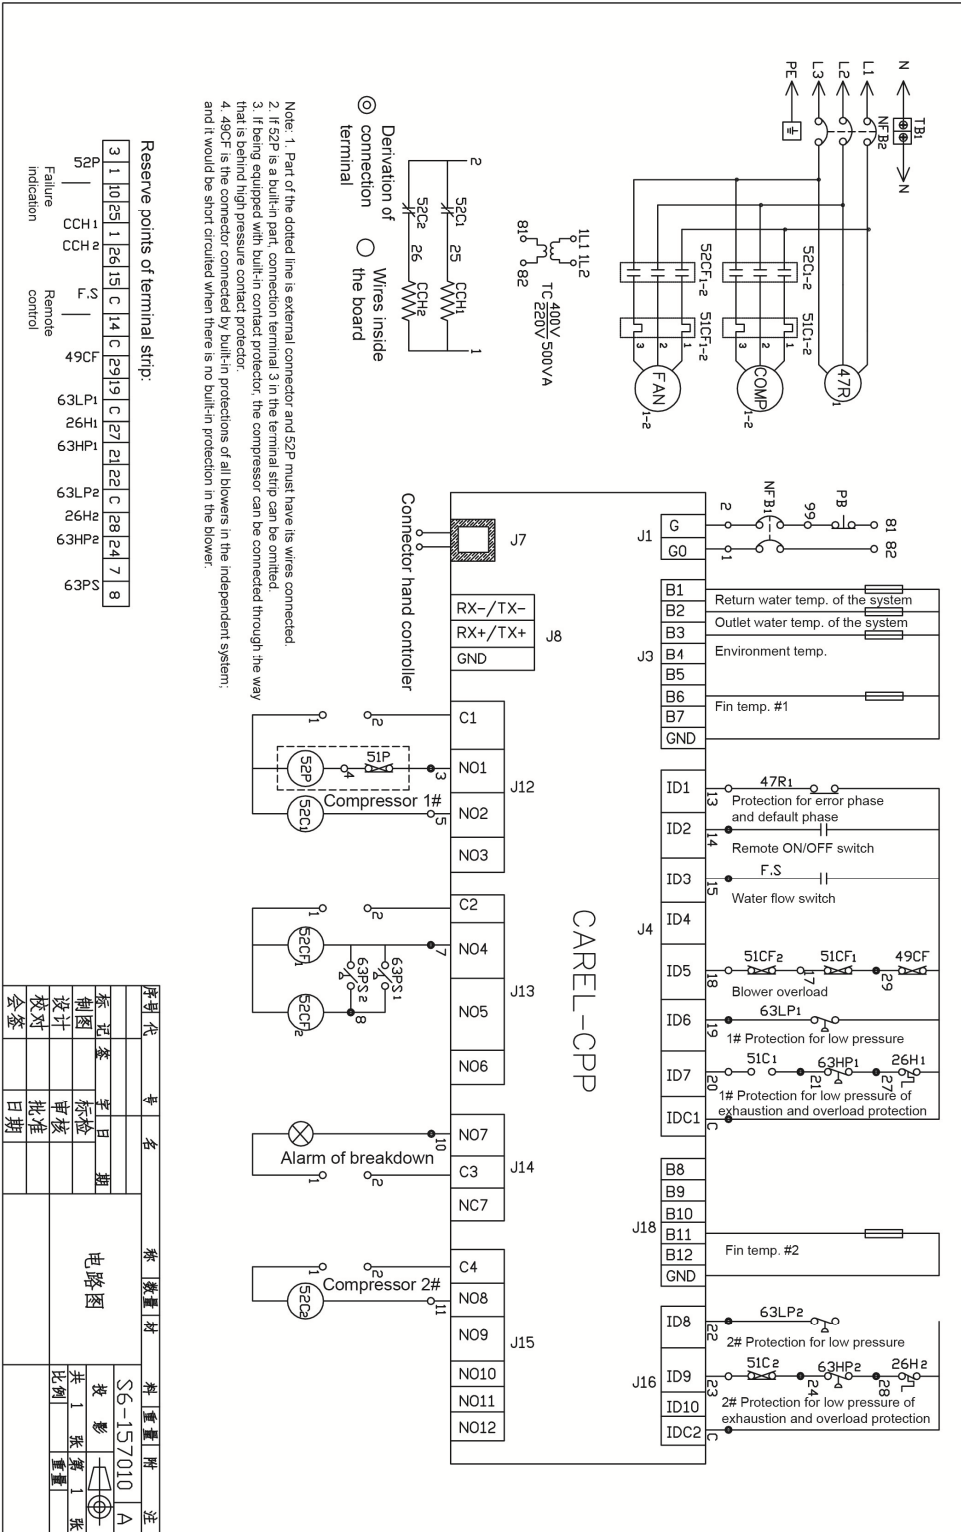 N
L1
L2
L3
PE
TB1
N
NFB2
52C1-2
52CF1-2
51C1-2
51CF1-2
1
2
3
1
2
3
47R1
COMP
1-2
FAN
1-2
1L1 1L2
81
82
TC 400V 500VA
220V
2
52C1
25
CCH1
52C2
26
CCH2
1
Derivation of
connection
terminal
Wires inside
the board
Note: 1. Part of the dotted line is external connector and 52P must have its wires connected.
2. If 52P is a built-in part, connection terminal 3 in the terminal strip can be omitted.
3. If being equipped with built-in contact protector, the compressor can be connected through the way
that is behind high pressure contact protector.
4. 49CF is the connector connected by built-in protections of all blowers in the independent system;
and it would be short circuited when there is no built-in protection in the blower.
Reserve points of terminal strip:
3 1 10 25 1 26 15 C 14 C 29 19 C 27 21 22 C 28 24 7 8
52P
Failure
indication
CCH1
CCH2
F.S
Remote
control
49CF
63LP1
26H1
63HP1
63LP2
26H2
63HP2
63PS
CAREL-CPP
Connector hand controller
J7
RX-/TX-
RX+/TX+
GND
J8
C1
NO1
NO2
NO3
J12
1
2
52P
4
51P
3
52C1
Compressor 1#
5
C2
NO4
NO5
NO6
J13
1
2
52CF1
7
63PS1
63PS2
8
52CF2
NO7
C3
NC7
J14
10
Alarm of breakdown
1
2
C4
NO8
NO9
NO10
NO11
NO12
J15
1
2
Compressor 2#
52C2
11
J1
G
G0
2
1
NFB1
99
PB
81
82
J3
B1
B2
B3
B4
B5
B6
B7
GND
Return water temp. of the system
Outlet water temp. of the system
Environment temp.
Fin temp. #1
J4
ID1
ID2
ID3
ID4
ID5
ID6
ID7
IDC1
13
47R1
Protection for error phase
and default phase
14
Remote ON/OFF switch
15
F.S
Water flow switch
18
51CF2
17
51CF1
29
49CF
Blower overload
19
63LP1
1# Protection for low pressure
20
51C1
21
63HP1
27
26H1
1# Protection for low pressure of
exhaustion and overload protection
C
J18
B8
B9
B10
B11
B12
GND
Fin temp. #2
J16
ID8
ID9
ID10
IDC2
22
63LP2
2# Protection for low pressure
23
51C2
24
63HP2
28
26H2
2# Protection for low pressure of
exhaustion and overload protection
C
序号 代 号 名 称 数量 材 料 重量 附 注
标记 签 字 日 期
制图
设计
校对
会签
标检
审核
批准
日期
电路图
S6-157010 A
投 影
共 1 张 第 1 张
比例
重量